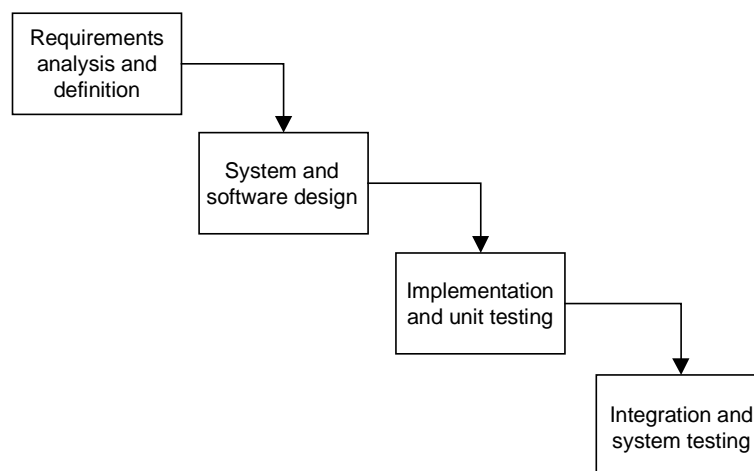 Requirements
analysis and
definition
System and
software design
Implementation
and unit testing
Integration and
system testing